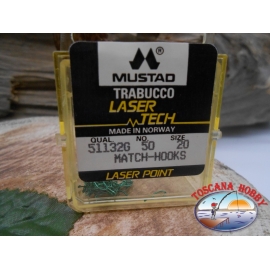 MUSTAD
TRABUCCO
LASER
TECH
MADE IN NORWAY
QUAL NO. SIZE
51132G 50 20
MATCH-HOOKS
LASER POINT
TOSCANA HOBBY